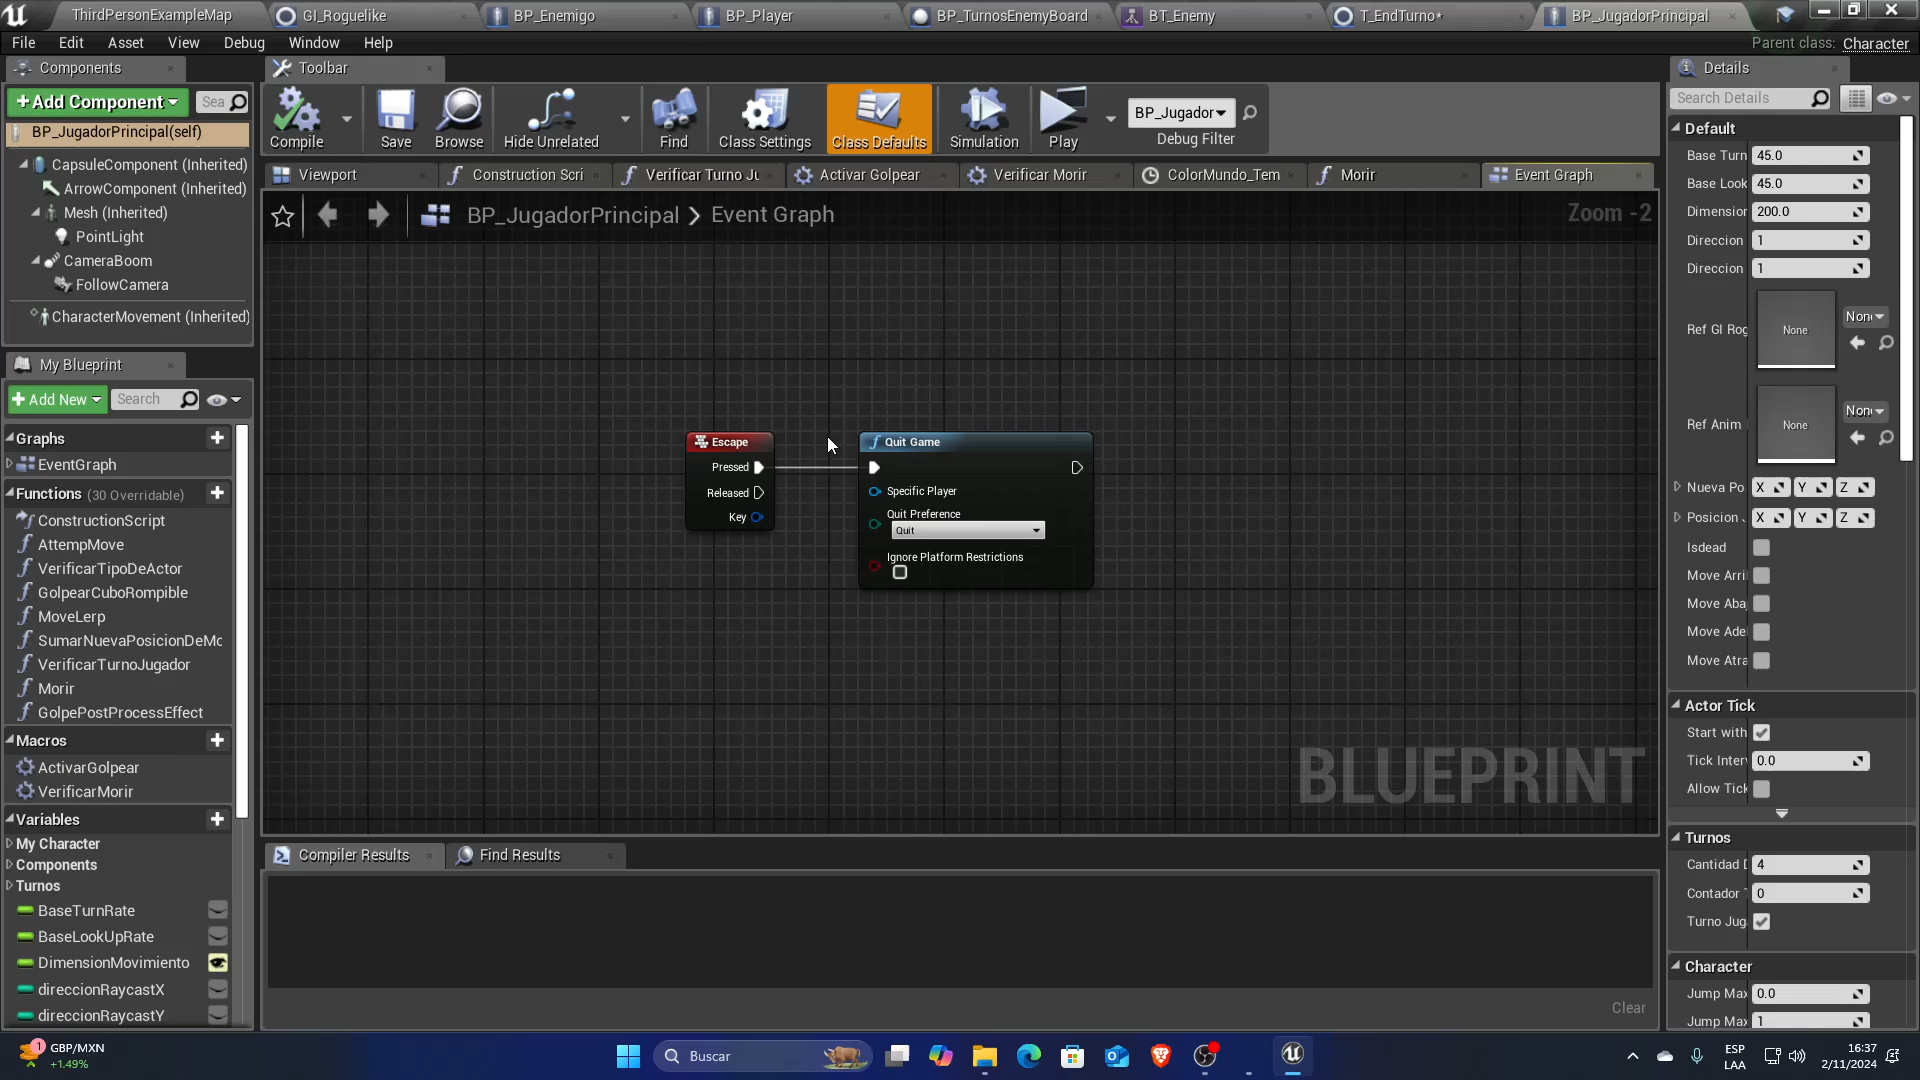 ThirdPersonExampleMap
GI_Roguelike
BP_Enemigo
BP_Player
BP_TurnosEnemyBoard
BT_Enemy
T_EndTurno*
BP_JugadorPrincipal
File
Edit
Asset
View
Debug
Window
Help
Parent class: Character
Components
Toolbar
Details
+Add Component
Sea
BP_JugadorPrincipal(self)
CapsuleComponent (Inherited)
ArrowComponent (Inherited)
Mesh (Inherited)
PointLight
CameraBoom
FollowCamera
CharacterMovement (Inherited)
Compile
Save
Browse
Hide Unrelated
Find
Class Settings
Class Defaults
Simulation
Play
BP_Jugador
Debug Filter
Viewport
Construction Scri
Verificar Turno Ju
Activar Golpear
Verificar Morir
ColorMundo_Tem
Morir
Event Graph
BP_JugadorPrincipal > Event Graph
Zoom -2
Escape
Pressed
Released
Key
Quit Game
Specific Player
Quit Preference
Quit
Ignore Platform Restrictions
BLUEPRINT
My Blueprint
+Add New
Search
Graphs
EventGraph
Functions (30 Overridable)
ConstructionScript
AttempMove
VerificarTipoDeActor
GolpearCuboRompible
MoveLerp
SumarNuevaPosicionDeMo
VerificarTurnoJugador
Morir
GolpePostProcessEffect
Macros
ActivarGolpear
VerificarMorir
Variables
My Character
Components
Turnos
BaseTurnRate
BaseLookUpRate
DimensionMovimiento
direccionRaycastX
direccionRaycastY
Compiler Results
Find Results
Clear
Search Details
Default
Base Turn 45.0
Base Look 45.0
Dimension 200.0
Direccion 1
Direccion 1
Ref GI Rog None
Ref Anim None
Nueva Po X Y Z
Posicion X Y Z
Isdead
Move Arri
Move Aba
Move Ade
Move Atra
Actor Tick
Start with
Tick Inter 0.0
Allow Tick
Turnos
Cantidad D 4
Contador 0
Turno Jug
Character
Jump Max 0.0
Jump Max 1
1
GBP/MXN
+1.49%
Buscar
ESP
LAA
16:37
2/11/2024